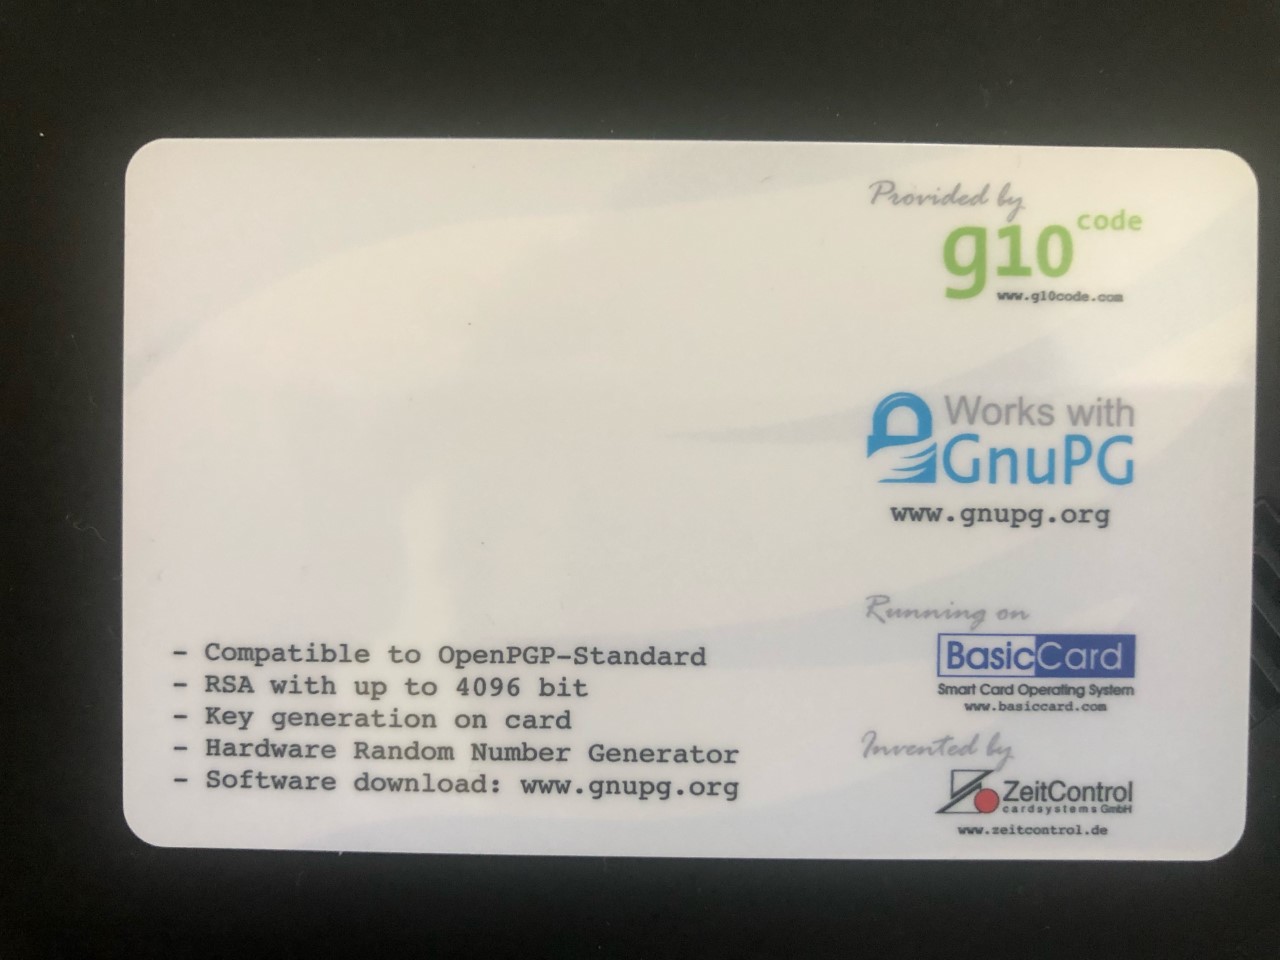 Provided by
g10 code
www.g10code.com
Works with
GnuPG
www.gnupg.org
Running on
BasicCard
Smart Card Operating System
www.basiccard.com
Invented by
ZeitControl
cardsystems GmbH
www.zeitcontrol.de
- Compatible to OpenPGP-Standard
- RSA with up to 4096 bit
- Key generation on card
- Hardware Random Number Generator
- Software download: www.gnupg.org